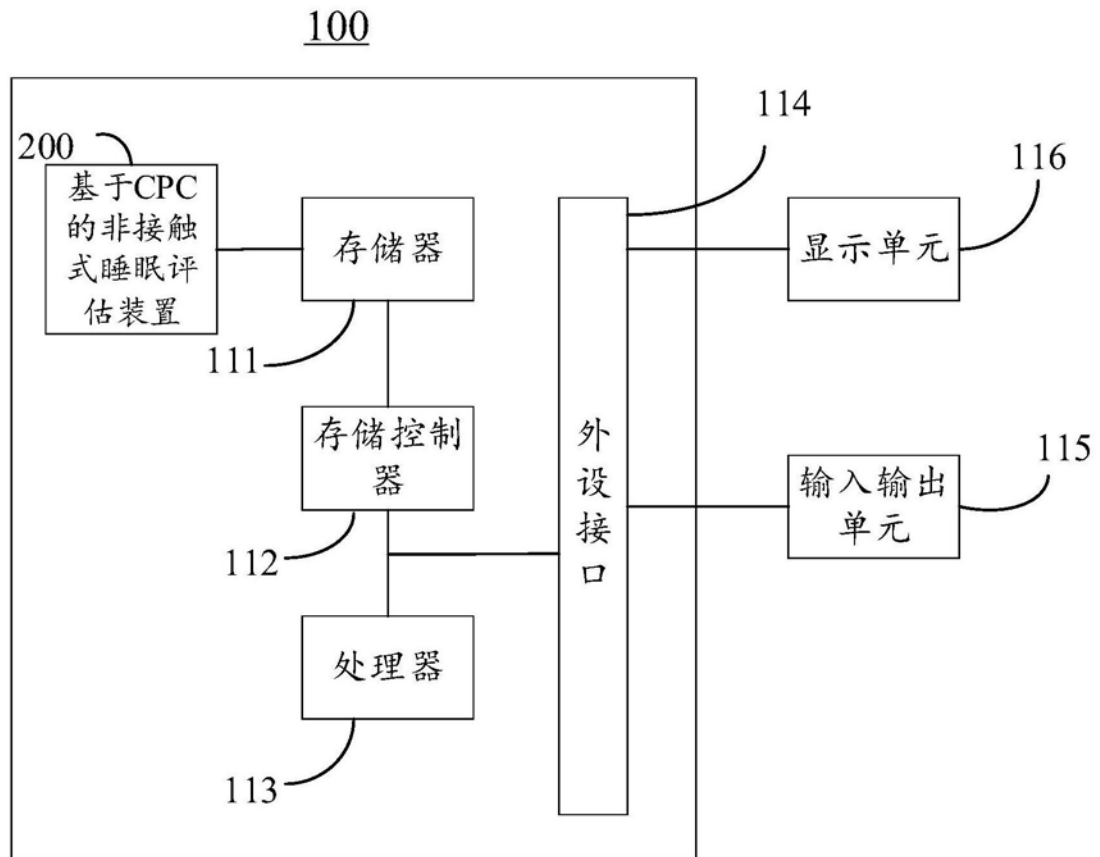 100
200
基于CPC
的非接触
式睡眠评
估装置
存储器
111
存储控制
器
112
处理器
113
外
设
接
口
114
显示单元
116
输入输出
单元
115